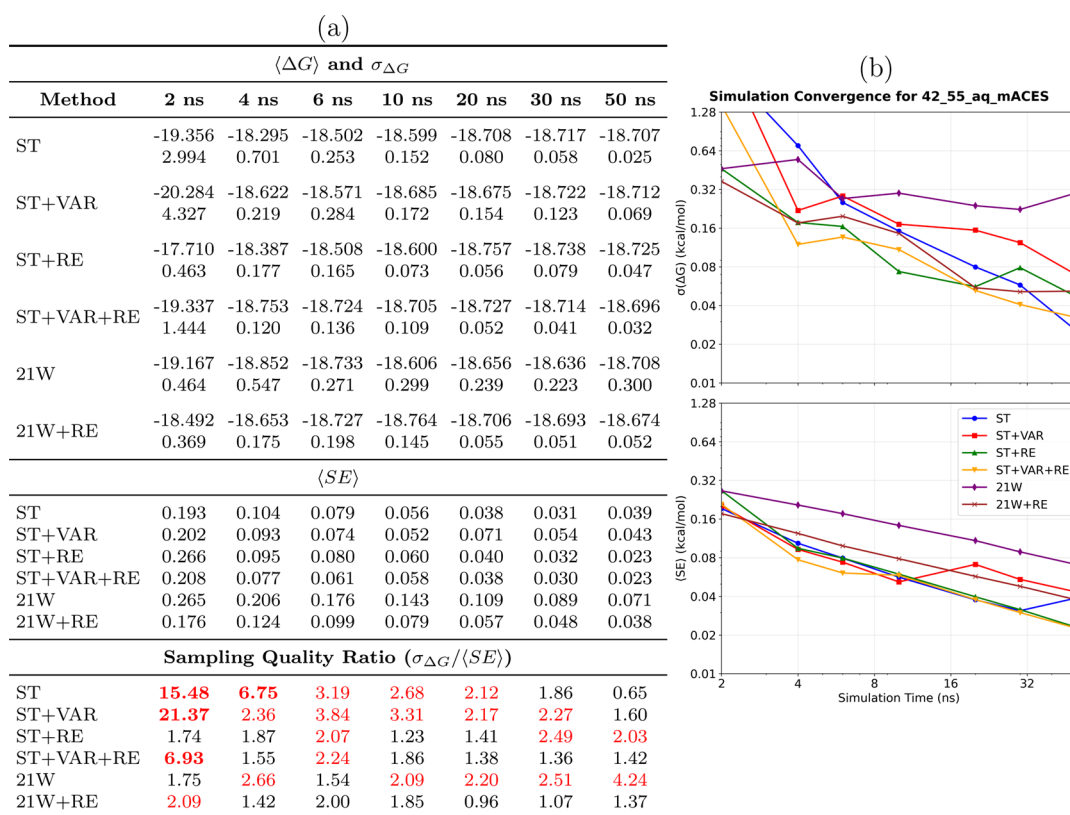 (a)
⟨ΔG⟩ and σΔG
Method 2 ns 4 ns 6 ns 10 ns 20 ns 30 ns 50 ns
ST
-19.356 -18.295 -18.502 -18.599 -18.708 -18.717 -18.707
2.994 0.701 0.253 0.152 0.080 0.058 0.025
ST+VAR
-20.284 -18.622 -18.571 -18.685 -18.675 -18.722 -18.712
4.327 0.219 0.284 0.172 0.154 0.123 0.069
ST+RE
-17.710 -18.387 -18.508 -18.600 -18.757 -18.738 -18.725
0.463 0.177 0.165 0.073 0.056 0.079 0.047
ST+VAR+RE
-19.337 -18.753 -18.724 -18.705 -18.727 -18.714 -18.696
1.444 0.120 0.136 0.109 0.052 0.041 0.032
21W
-19.167 -18.852 -18.733 -18.606 -18.656 -18.636 -18.708
0.464 0.547 0.271 0.299 0.239 0.223 0.300
21W+RE
-18.492 -18.653 -18.727 -18.764 -18.706 -18.693 -18.674
0.369 0.175 0.198 0.145 0.055 0.051 0.052
⟨SE⟩
ST 0.193 0.104 0.079 0.056 0.038 0.031 0.039
ST+VAR 0.202 0.093 0.074 0.052 0.071 0.054 0.043
ST+RE 0.266 0.095 0.080 0.060 0.040 0.032 0.023
ST+VAR+RE 0.208 0.077 0.061 0.058 0.038 0.030 0.023
21W 0.265 0.206 0.176 0.143 0.109 0.089 0.071
21W+RE 0.176 0.124 0.099 0.079 0.057 0.048 0.038
Sampling Quality Ratio (σΔG/⟨SE⟩)
ST 15.48 6.75 3.19 2.68 2.12 1.86 0.65
ST+VAR 21.37 2.36 3.84 3.31 2.17 2.27 1.60
ST+RE 1.74 1.87 2.07 1.23 1.41 2.49 2.03
ST+VAR+RE 6.93 1.55 2.24 1.86 1.38 1.36 1.42
21W 1.75 2.66 1.54 2.09 2.20 2.51 4.24
21W+RE 2.09 1.42 2.00 1.85 0.96 1.07 1.37
(b)
Simulation Convergence for 42_55_aq_mACES
σ(ΔG) (kcal/mol)
1.28
0.64
0.32
0.16
0.08
0.04
0.02
0.01
⟨SE⟩ (kcal/mol)
1.28
0.64
0.32
0.16
0.08
0.04
0.02
0.01
ST
ST+VAR
ST+RE
ST+VAR+RE
21W
21W+RE
2 4 8 16 32
Simulation Time (ns)